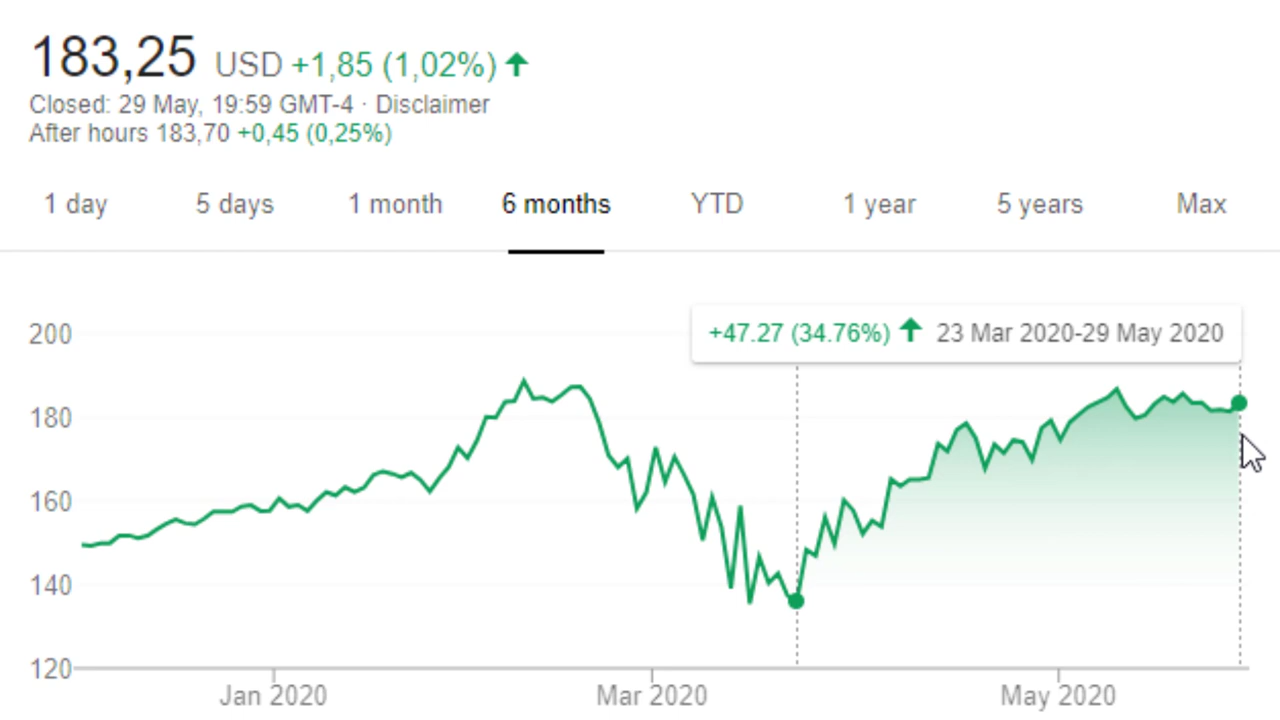 183,25 USD +1,85 (1,02%) ↑
Closed: 29 May, 19:59 GMT-4 · Disclaimer
After hours 183,70 +0,45 (0,25%)
1 day 5 days 1 month 6 months YTD 1 year 5 years Max
+47.27 (34.76%) ↑ 23 Mar 2020-29 May 2020
200
180
160
140
120
Jan 2020 Mar 2020 May 2020